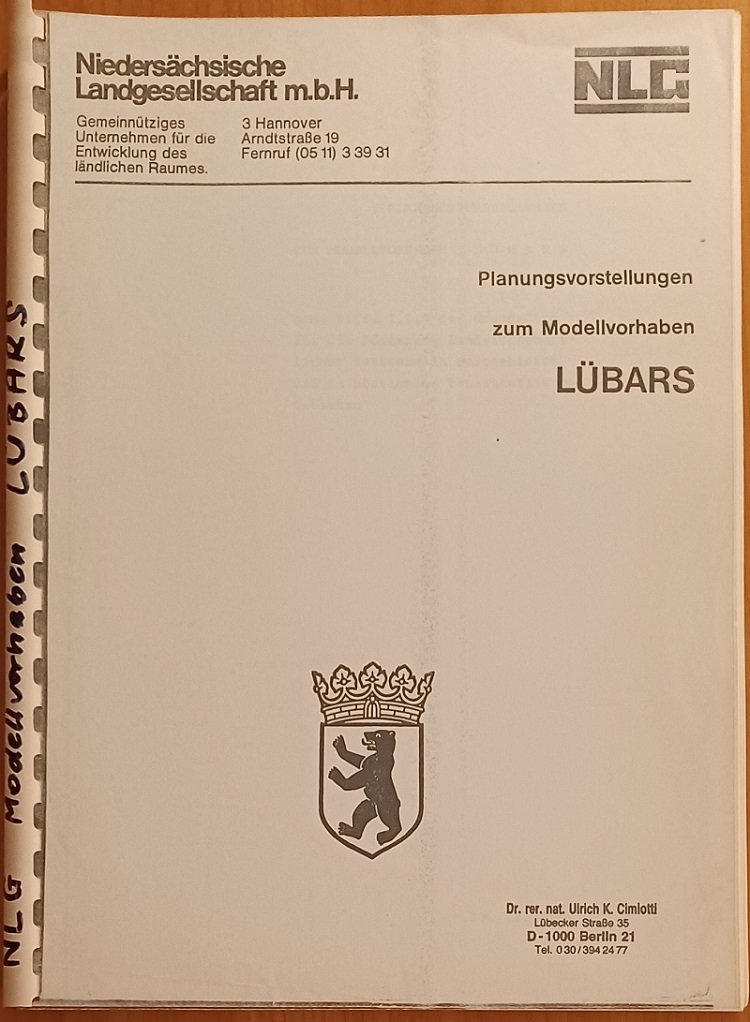 Niedersächsische
Landgesellschaft m.b.H.
NLG
Gemeinnütziges
Unternehmen für die
Entwicklung des
ländlichen Raumes.
3 Hannover
Arndtstraße 19
Fernruf (05 11) 3 39 31
Planungsvorstellungen
zum Modellvorhaben
LÜBARS
Dr. rer. nat. Ulrich K. Cimiotti
Lübecker Straße 35
D-1000 Berlin 21
Tel. 030/394 24 77
NLG Modellvorhaben LÜBARS